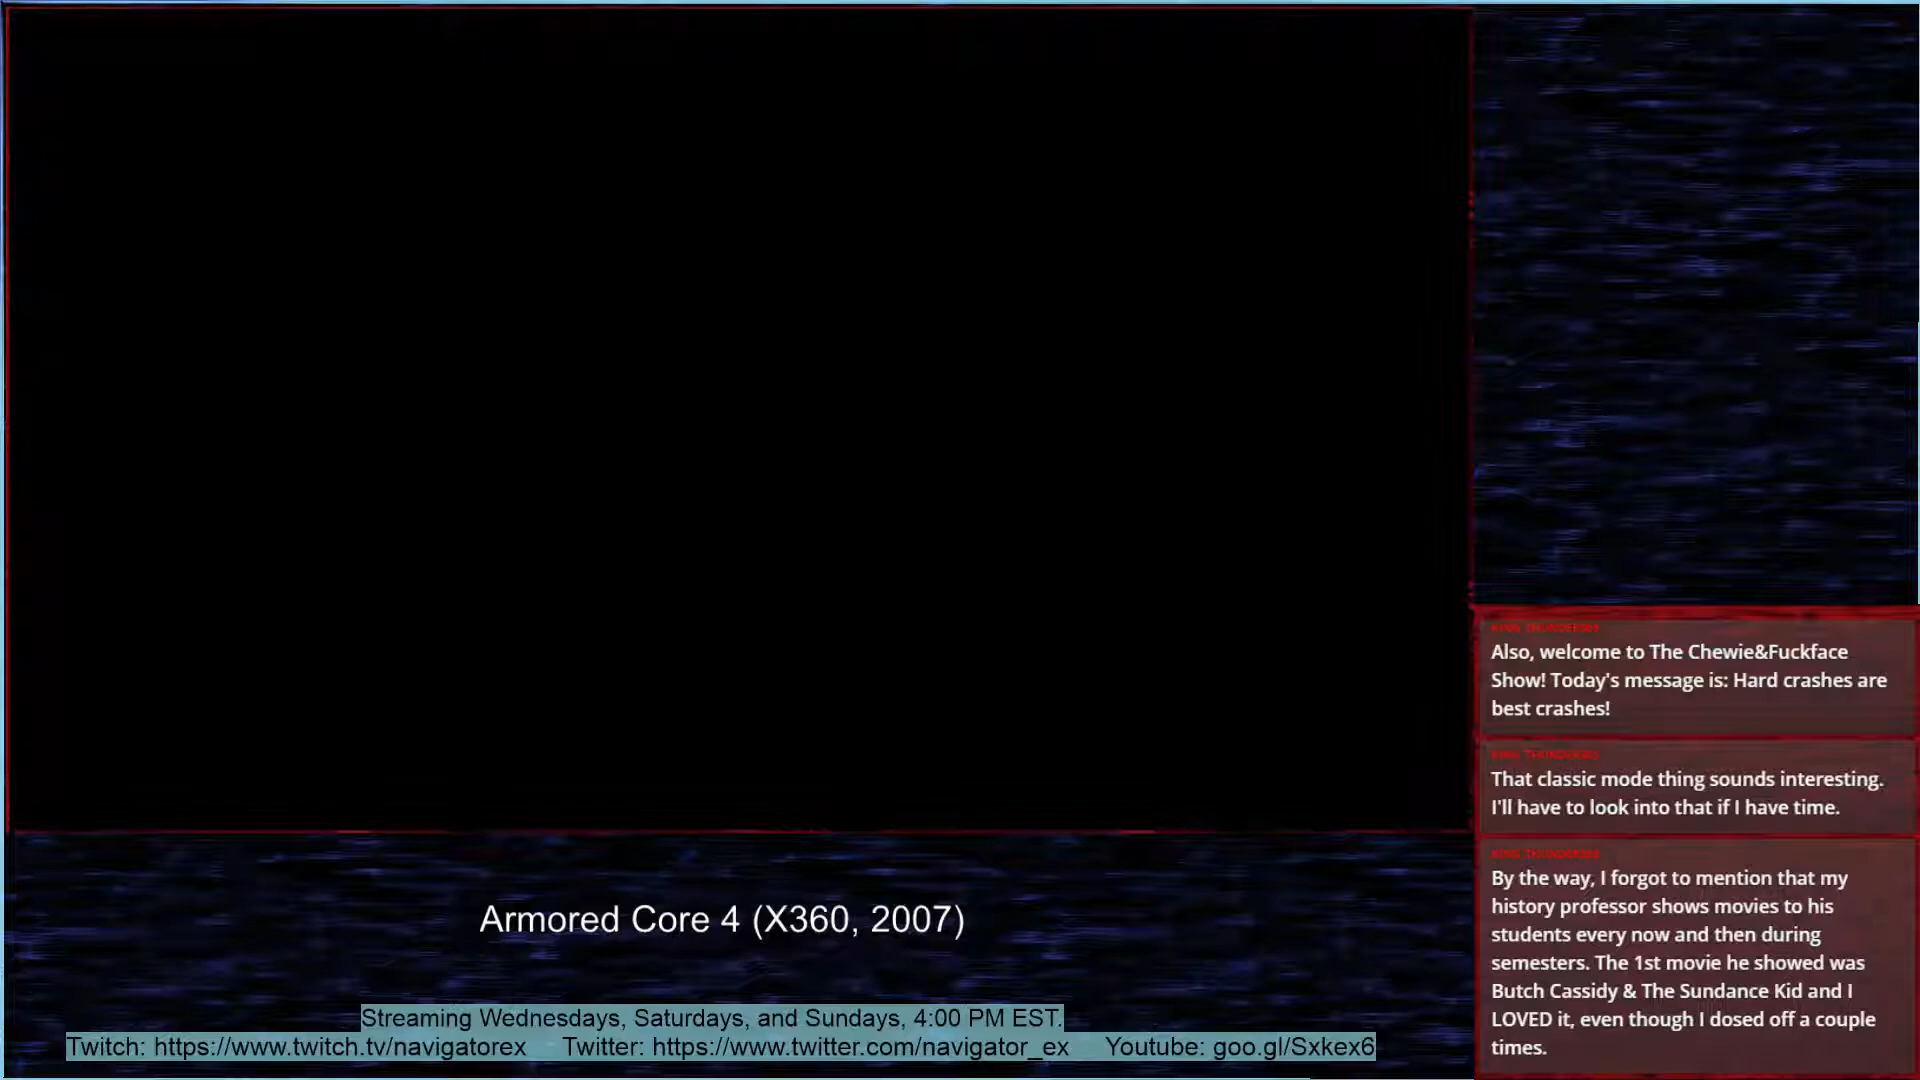 KING THUNDER865
Also, welcome to The Chewie&Fuckface
Show! Today's message is: Hard crashes are
best crashes!
That classic mode thing sounds interesting.
I'll have to look into that if I have time.
By the way, I forgot to mention that my
history professor shows movies to his
students every now and then during
semesters. The 1st movie he showed was
Butch Cassidy & The Sundance Kid and I
LOVED it, even though I dosed off a couple
times.
Armored Core 4 (X360, 2007)
Streaming Wednesdays, Saturdays, and Sundays, 4:00 PM EST.
Twitch: https://www.twitch.tv/navigatorex Twitter: https://www.twitter.com/navigator_ex Youtube: goo.gl/Sxkex6